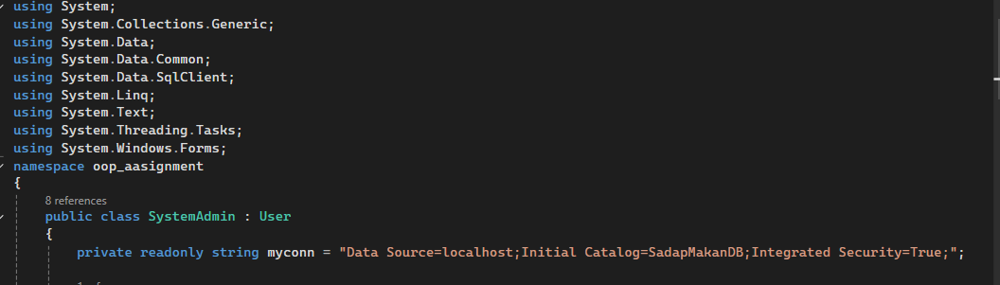 using System;
using System.Collections.Generic;
using System.Data;
using System.Data.Common;
using System.Data.SqlClient;
using System.Linq;
using System.Text;
using System.Threading.Tasks;
using System.Windows.Forms;
namespace oop_aasignment
{
8 references
public class SystemAdmin : User
{
private readonly string myconn = "Data Source=localhost;Initial Catalog=SadapMakanDB;Integrated Security=True;";